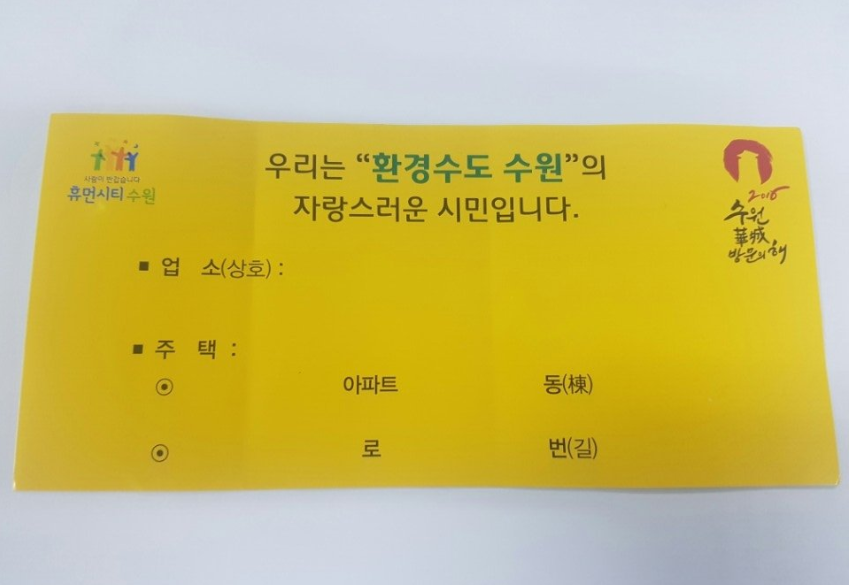 사람이 반갑습니다
휴먼시티 수원
우리는 “환경수도 수원”의
자랑스러운 시민입니다.
2016
수원
華城
방문의 해
■ 업 소(상호) :
■ 주 택 :
⊙ 아파트 동(棟)
⊙ 로 번(길)